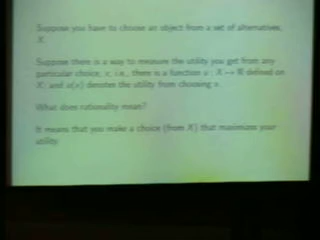 Suppose you have to choose an object from a set of alternatives,
X.
Suppose there is a way to measure the utility you get from any
particular choice, x, i.e., there is a function u : X → ℝ defined on
X; and u(x) denotes the utility from choosing x.
What does rationality mean?
It means that you make a choice (from X) that maximizes your
utility.